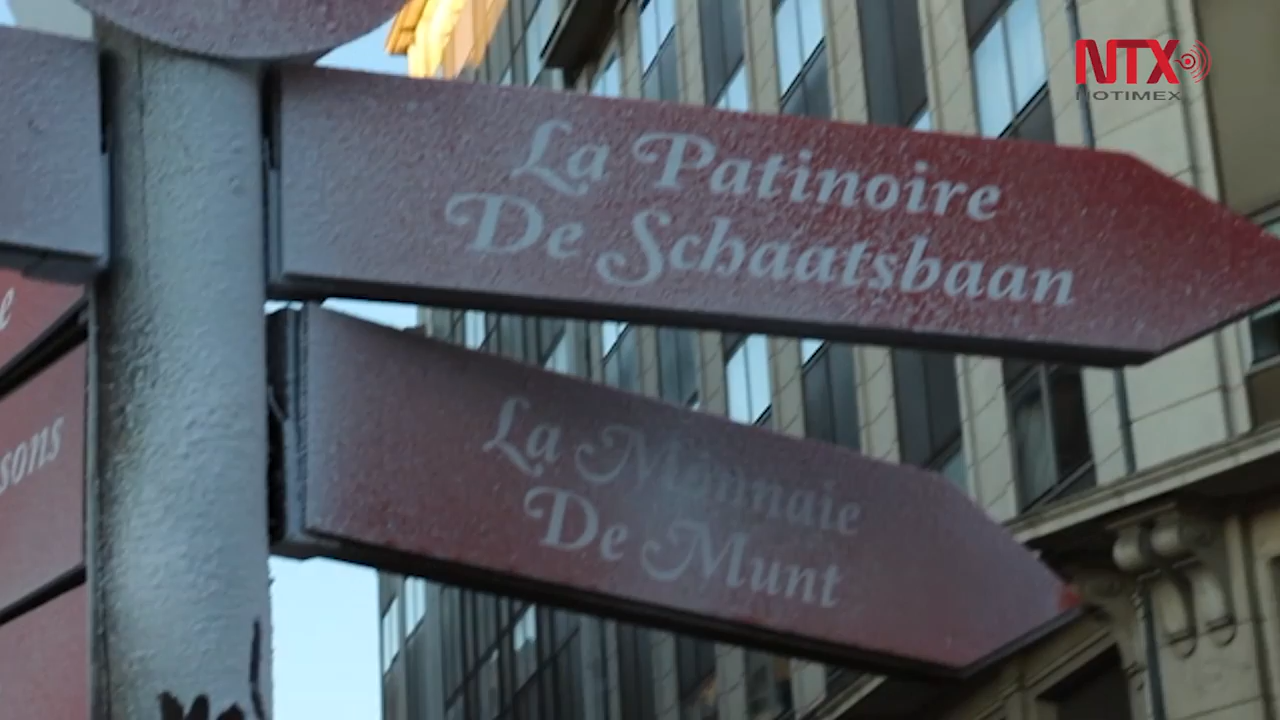 NTX
NOTIMEX
La Patinoire
De Schaatsbaan
La Monnaie
De Munt
e
sons